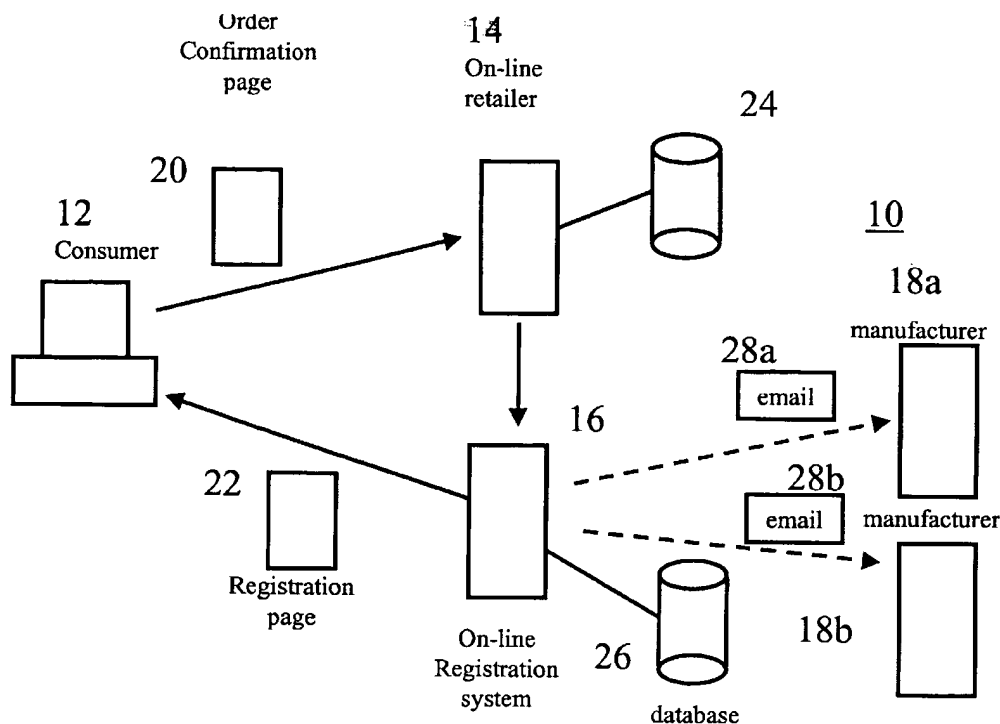 Order
Confirmation
page
14
On-line
retailer
24
20
12
Consumer
10
18a
manufacturer
28a
email
16
22
28b
email
manufacturer
Registration
page
On-line
Registration
system
26
18b
database